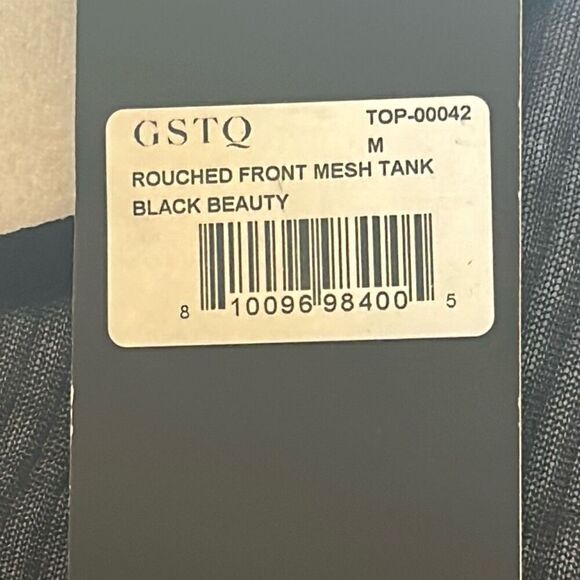 GSTQ
TOP-00042
M
ROUCHED FRONT MESH TANK
BLACK BEAUTY
8 10096 98400 5